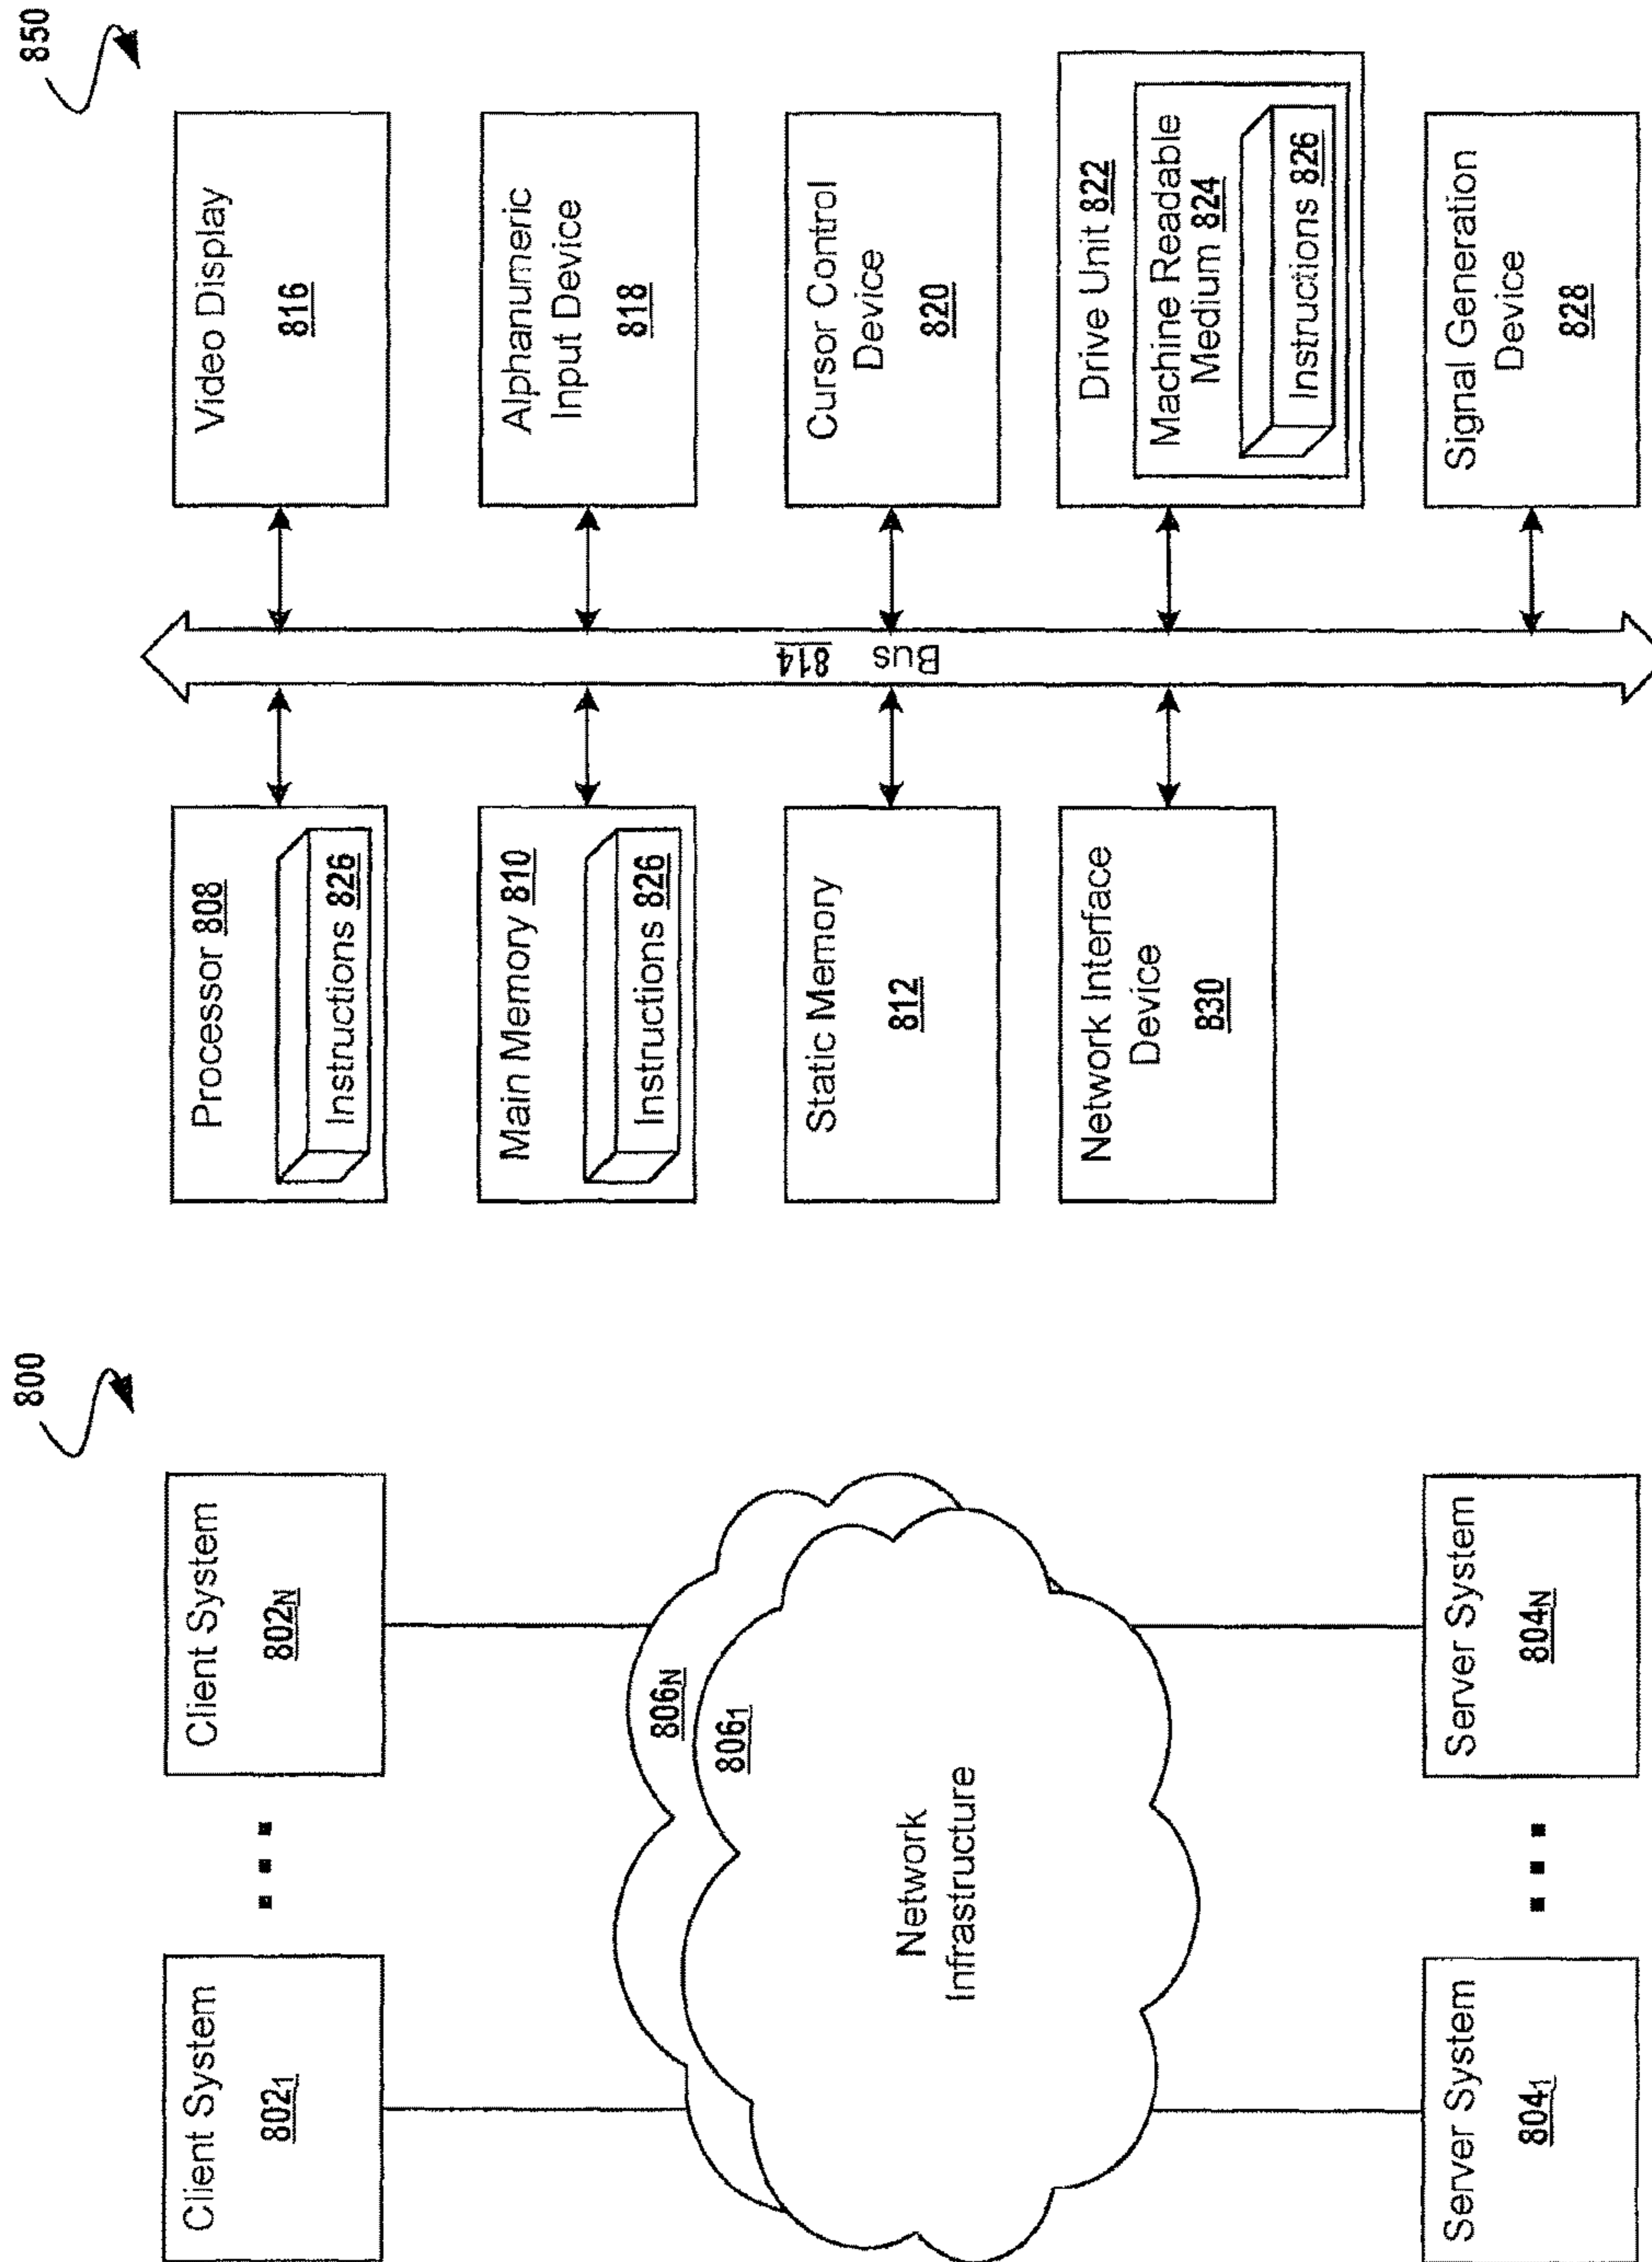 800
Client System
802₁
Client System
802N
806N
806₁
Network
Infrastructure
Server System
804₁
Server System
804N
850
Processor 808
Instructions 826
Main Memory 810
Instructions 826
Static Memory
812
Network Interface
Device
830
Bus 814
Video Display
816
Alphanumeric
Input Device
818
Cursor Control
Device
820
Drive Unit 822
Machine Readable
Medium 824
Instructions 826
Signal Generation
Device
828